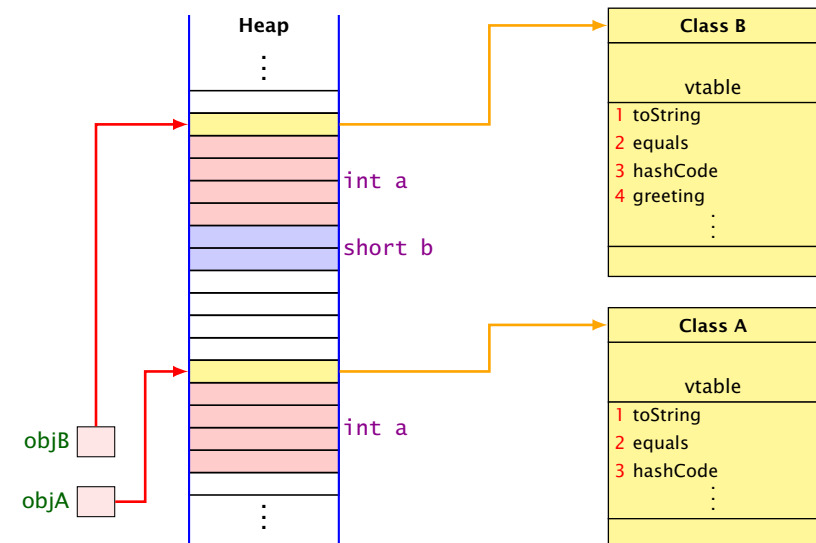 Heap
⋮
int a
short b
int a
⋮
objB
objA
Class B
vtable
1 toString
2 equals
3 hashCode
4 greeting
⋮
Class A
vtable
1 toString
2 equals
3 hashCode
⋮